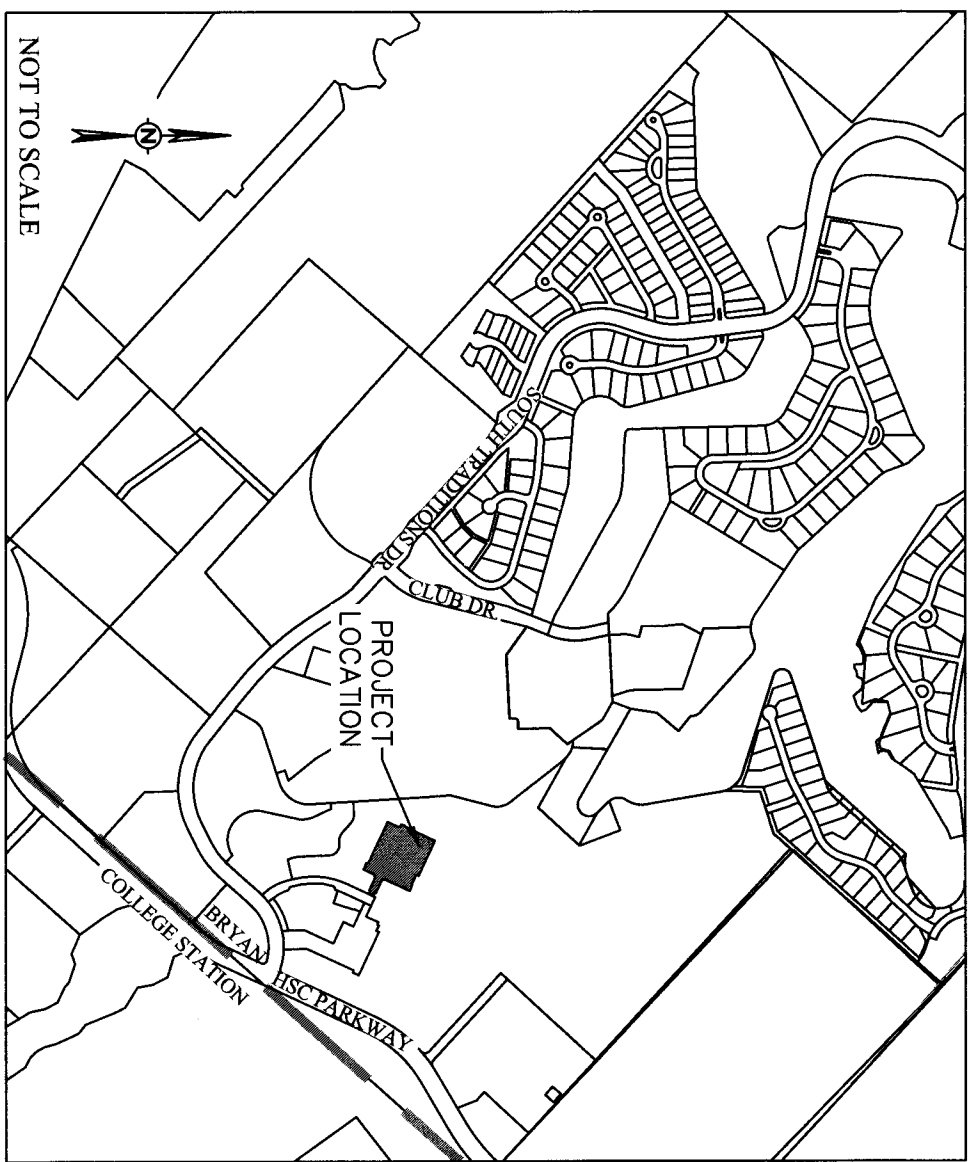 NOT TO SCALE
N
SOUTH TRADITIONS DR
CLUB DR
PROJECT
LOCATION
BRYAN
COLLEGE STATION
HSC PARKWAY